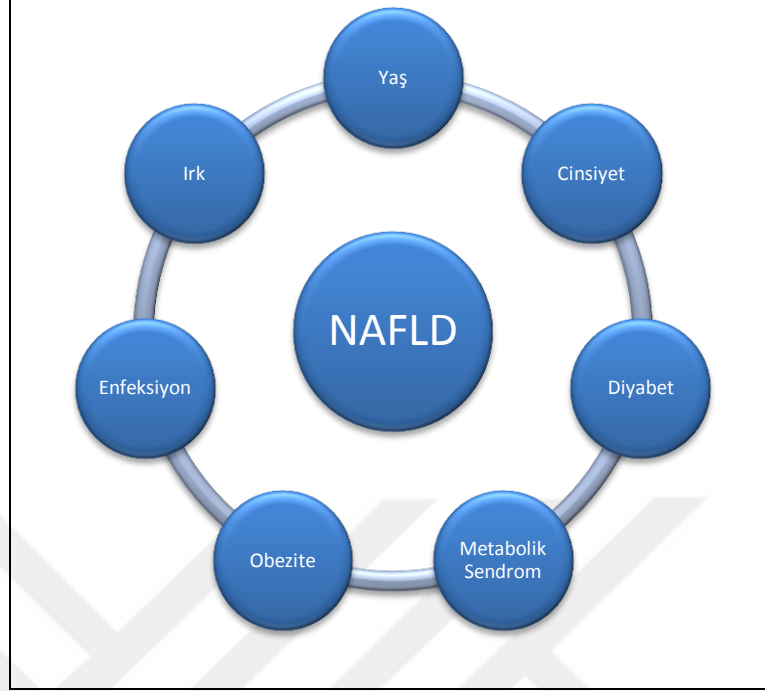 Yaş
Irk
Cinsiyet
NAFLD
Enfeksiyon
Diyabet
Obezite
Metabolik
Sendrom